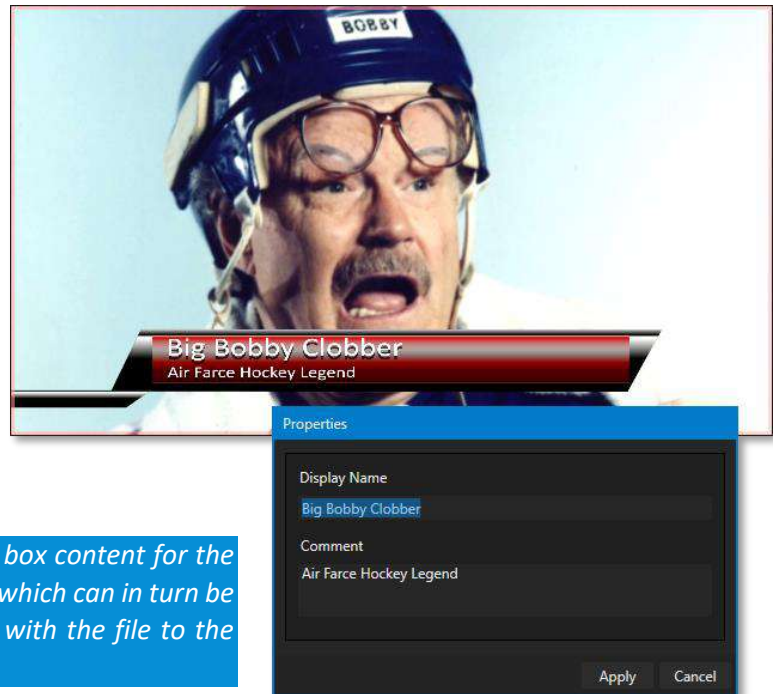 BOBBY
Big Bobby Clobber
Air Farce Hockey Legend
Properties
Display Name
Big Bobby Clobber
Comment
Air Farce Hockey Legend
Apply Cancel
box content for the
which can in turn be
with the file to the